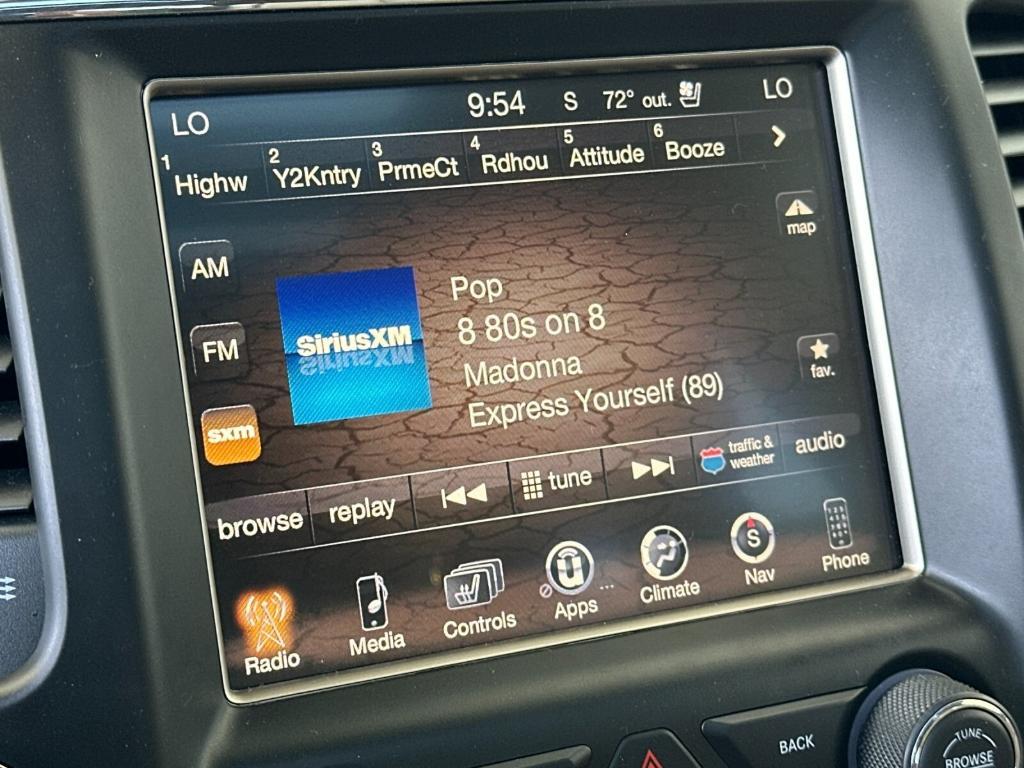 LO 9:54 S 72° out. LO
1 Highw 2 Y2Kntry 3 PrmeCt 4 Rdhou 5 Attitude 6 Booze
map
AM
Pop
SiriusXM
8 80s on 8
FM
Madonna
fav.
Express Yourself (89)
sxm
browse replay tune traffic & weather audio
Radio Media Controls Apps ... Climate S Nav Phone
BACK
TUNE
BROWSE